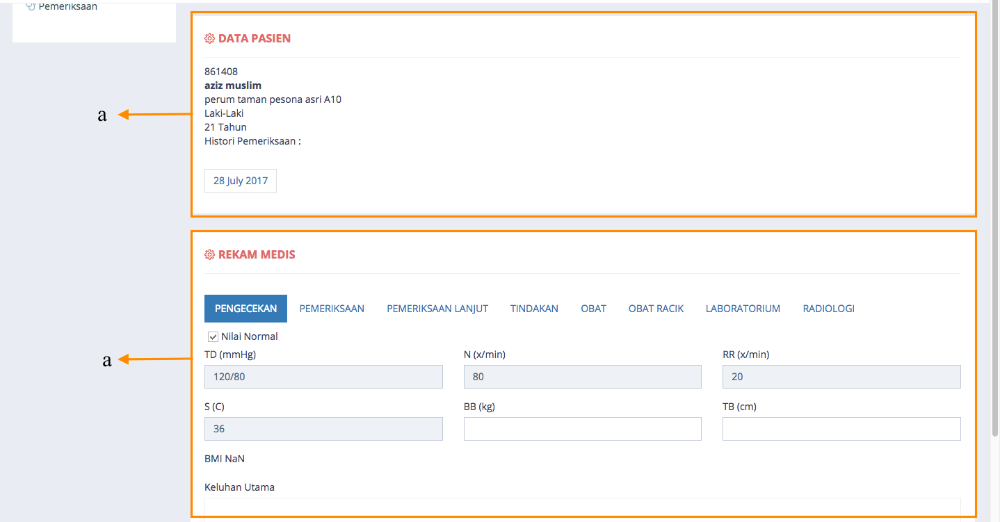 Pemeriksaan
DATA PASIEN
861408
aziz muslim
perum taman pesona asri A10
Laki-Laki
21 Tahun
Histori Pemeriksaan :
28 July 2017
a
REKAM MEDIS
PENGECEKAN PEMERIKSAAN PEMERIKSAAN LANJUT TINDAKAN OBAT OBAT RACIK LABORATORIUM RADIOLOGI
Nilai Normal
TD (mmHg) N (x/min) RR (x/min)
120/80 80 20
a
S (C) BB (kg) TB (cm)
36
BMI NaN
Keluhan Utama